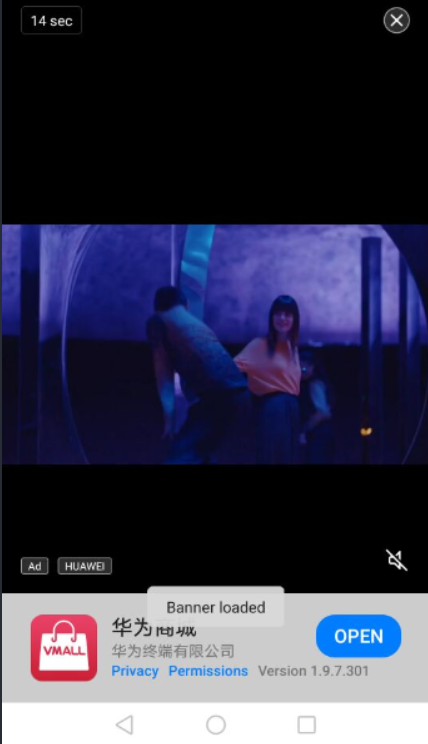 14 sec
Ad HUAWEI
Banner loaded
华为商城
VMALL
华为终端有限公司
OPEN
Privacy Permissions Version 1.9.7.301